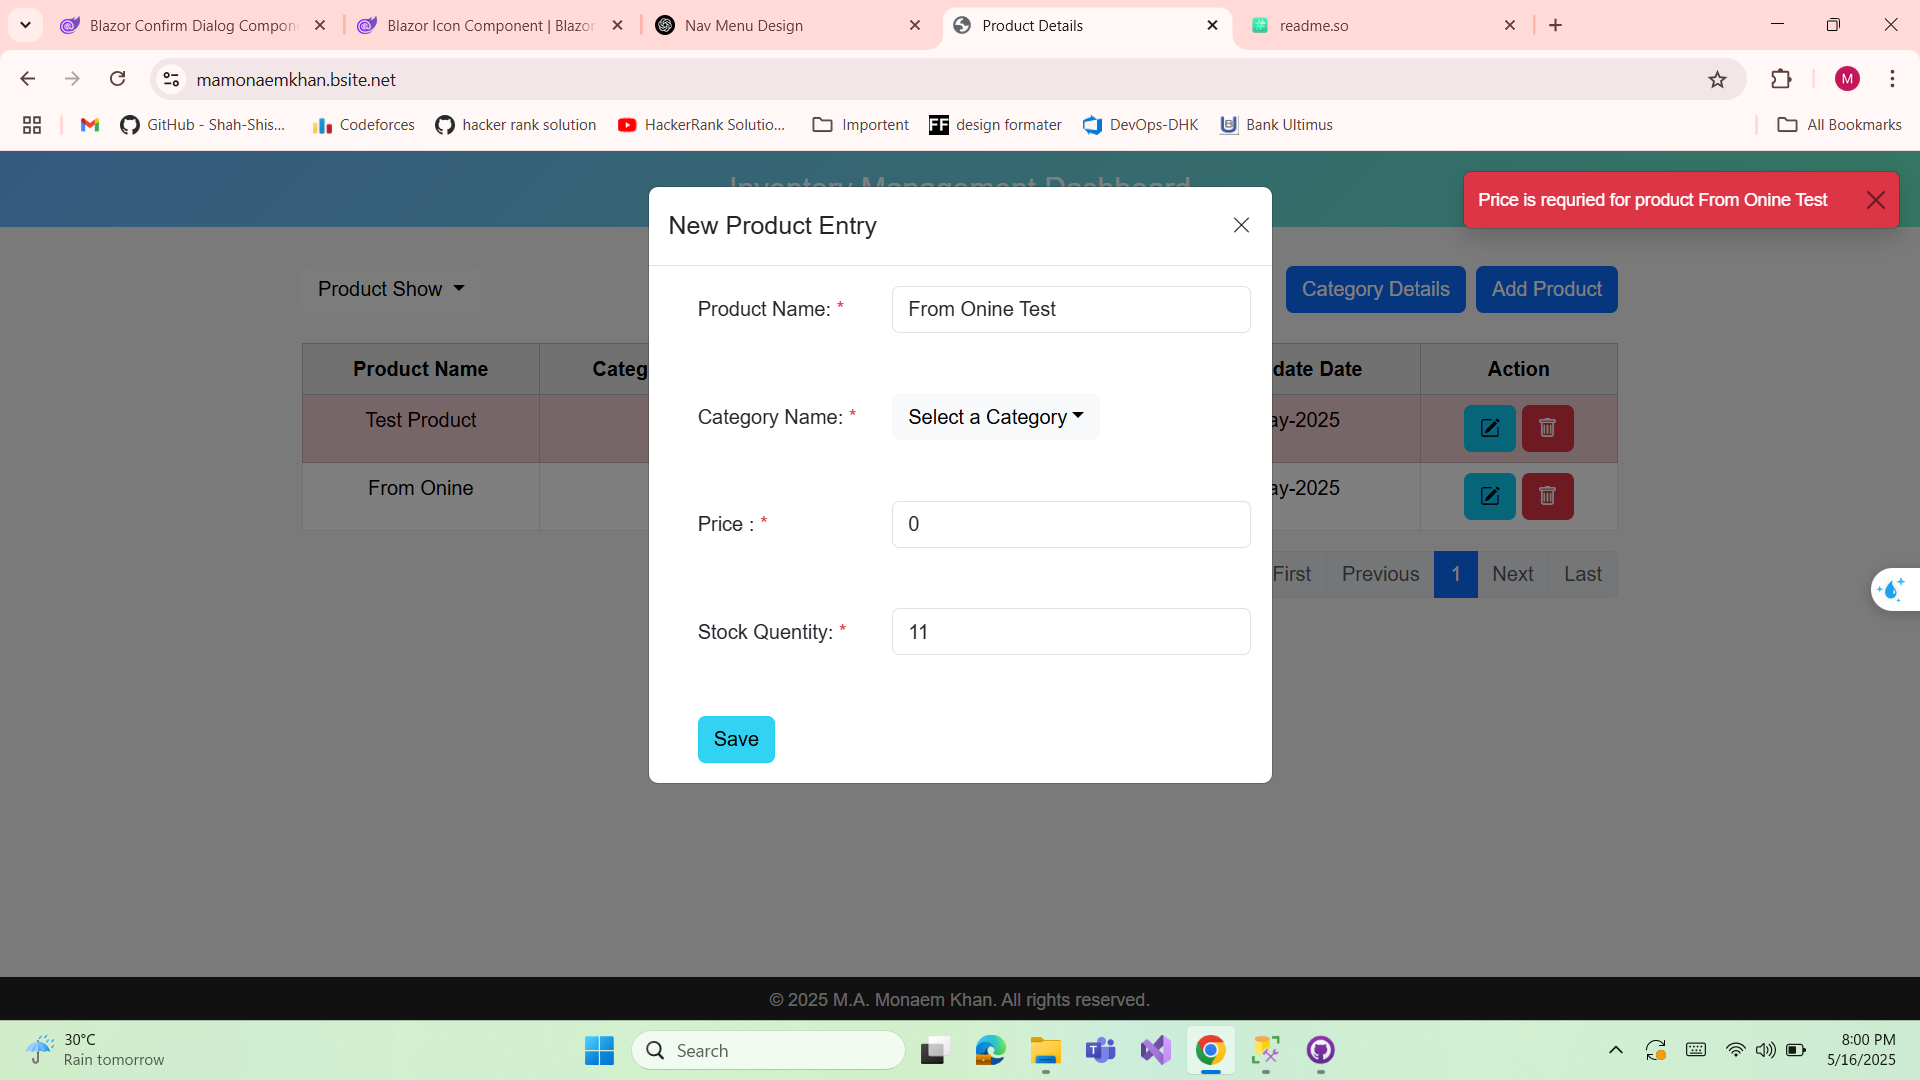 Blazor Confirm Dialog Compon
Blazor Icon Component | Blazor
Nav Menu Design
Product Details
readme.so
mamonaemkhan.bsite.net
M
GitHub - Shah-Shis...
Codeforces
hacker rank solution
HackerRank Solutio...
Importent
FF
design formater
DevOps-DHK
Bank Ultimus
All Bookmarks
Inventory Management Dashboard
Price is requried for product From Onine Test
New Product Entry
Product Show
Category Details
Add Product
Product Name: *
From Onine Test
Product Name
Categ
date Date
Action
Test Product
ay-2025
Category Name: *
Select a Category
From Onine
ay-2025
Price : *
0
First
Previous
1
Next
Last
Stock Quentity: *
11
Save
© 2025 M.A. Monaem Khan. All rights reserved.
30°C
Rain tomorrow
Search
8:00 PM
5/16/2025